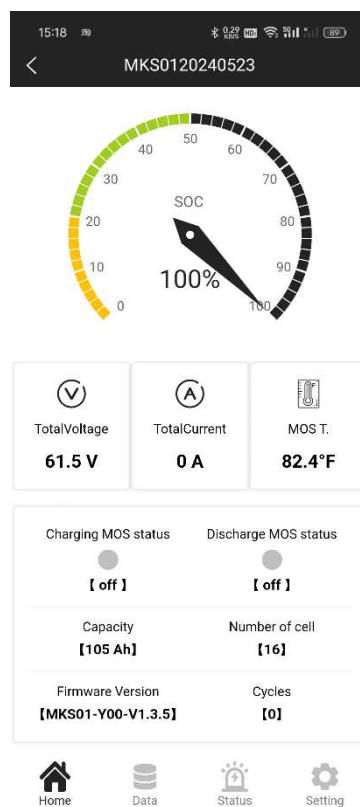 15:18 0.29 KB/S HD 5G 89
MKS0120240523
50
40 60
30 70
SOC
20 80
10 90
100%
0 100
TotalVoltage TotalCurrent MOS T.
61.5 V 0 A 82.4°F
Charging MOS status Discharge MOS status
【 off 】 【 off 】
Capacity Number of cell
【105 Ah】 【16】
Firmware Version Cycles
【MKS01-Y00-V1.3.5】 【0】
Home Data Status Setting